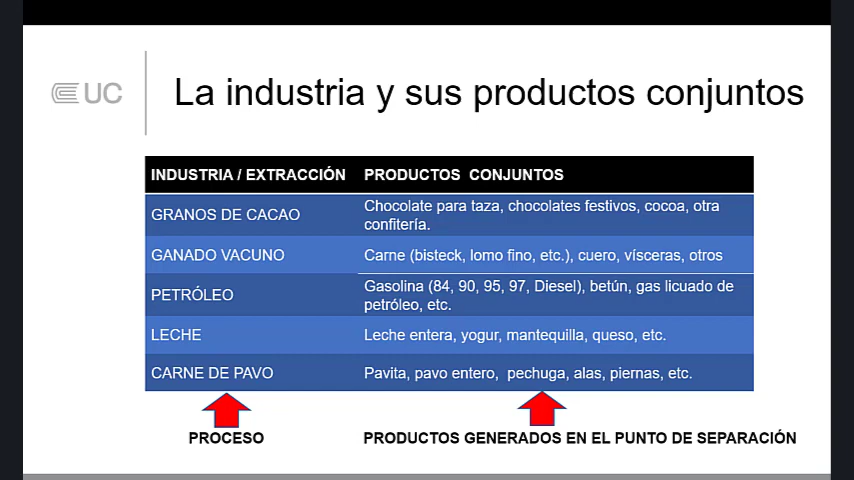 UC
La industria y sus productos conjuntos
INDUSTRIA / EXTRACCIÓN PRODUCTOS CONJUNTOS
GRANOS DE CACAO
Chocolate para taza, chocolates festivos, cocoa, otra
confitería.
GANADO VACUNO
Carne (bisteck, lomo fino, etc.), cuero, vísceras, otros
PETRÓLEO
Gasolina (84, 90, 95, 97, Diesel), betún, gas licuado de
petróleo, etc.
LECHE
Leche entera, yogur, mantequilla, queso, etc.
CARNE DE PAVO
Pavita, pavo entero, pechuga, alas, piernas, etc.
PROCESO
PRODUCTOS GENERADOS EN EL PUNTO DE SEPARACIÓN